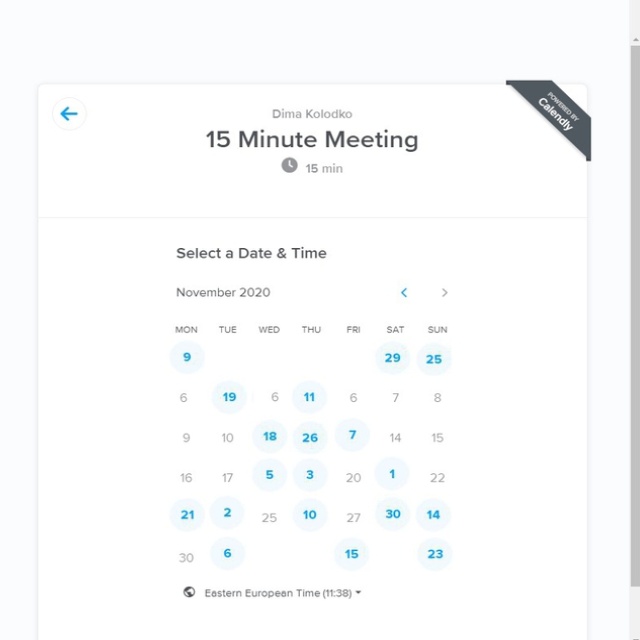 POWERED BY
Calendly
Dima Kolodko
15 Minute Meeting
15 min
Select a Date & Time
November 2020
MON TUE WED THU FRI SAT SUN
9 29 25
6 19 6 11 6 7 8
9 10 18 26 7 14 15
16 17 5 3 20 1 22
21 2 25 10 27 30 14
30 6 15 23
Eastern European Time (11:38)